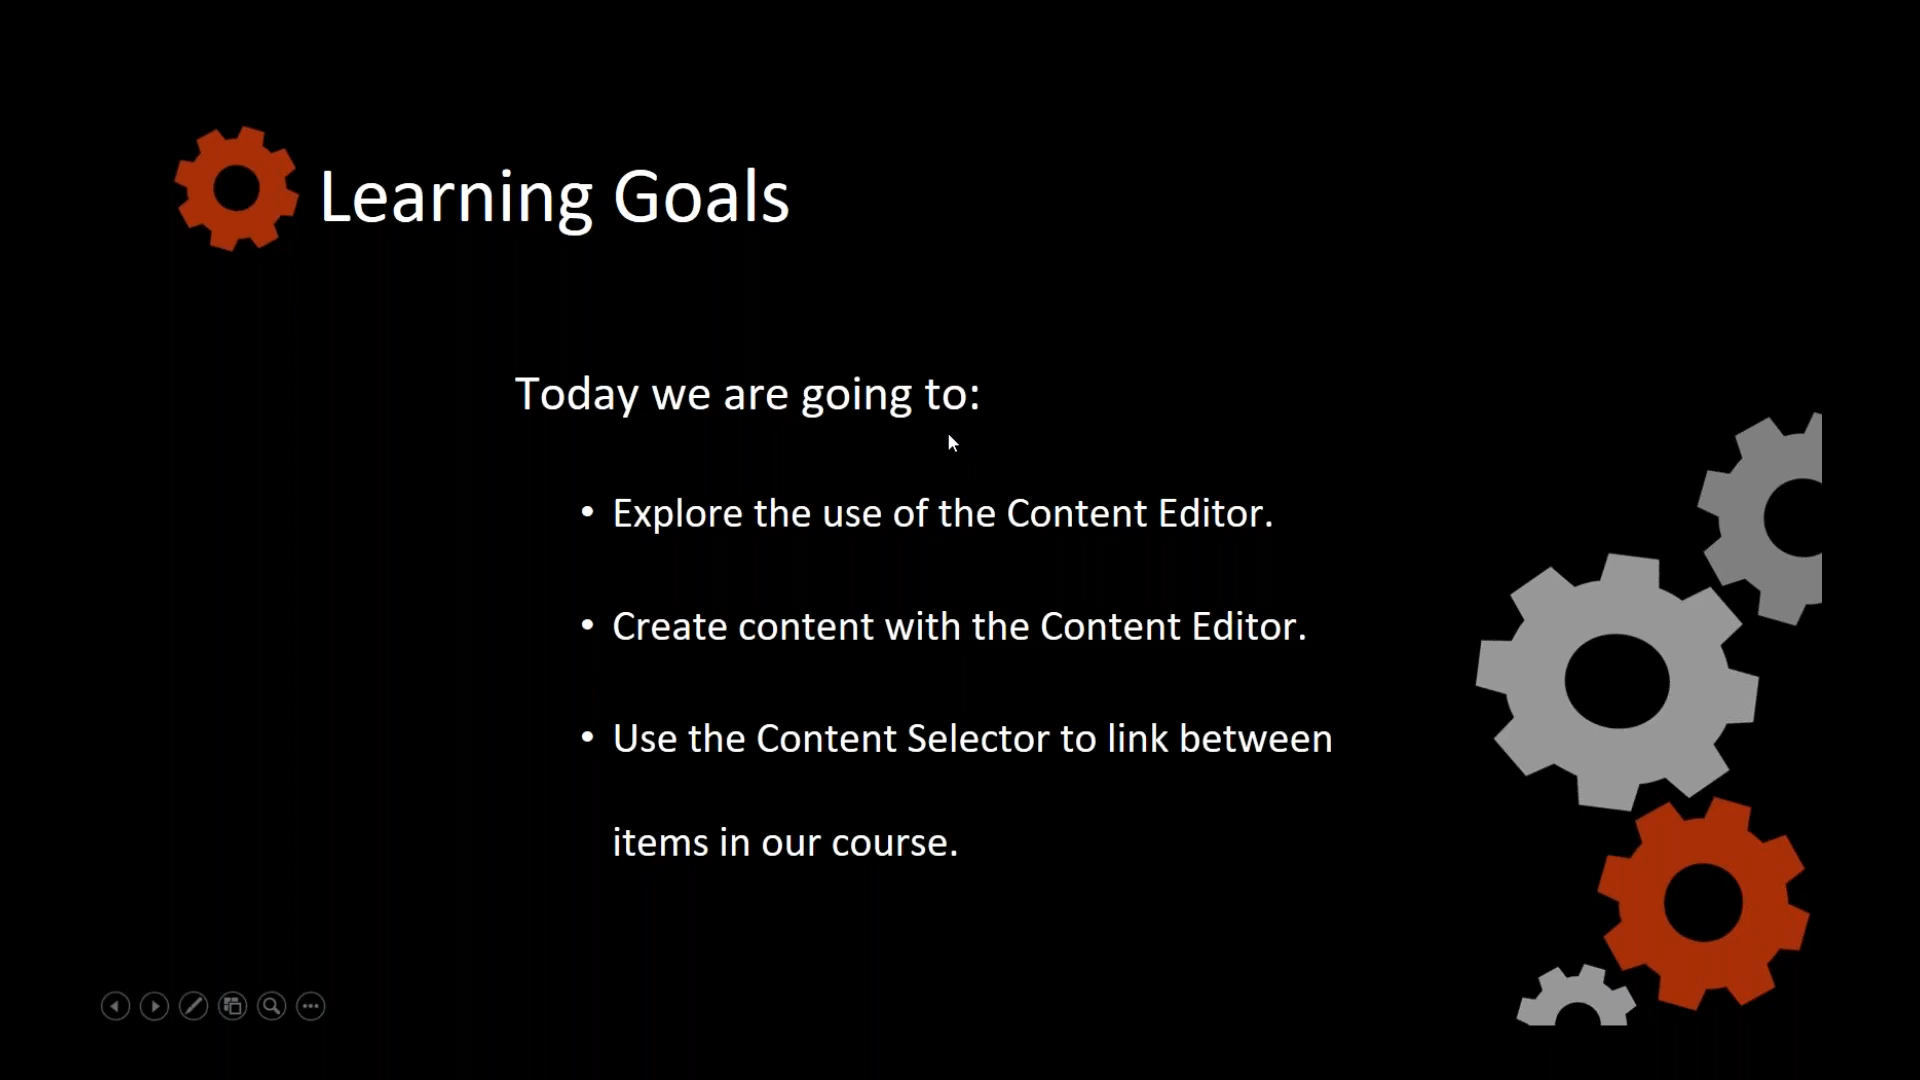 Learning Goals
Today we are going to:
• Explore the use of the Content Editor.
• Create content with the Content Editor.
• Use the Content Selector to link between
items in our course.